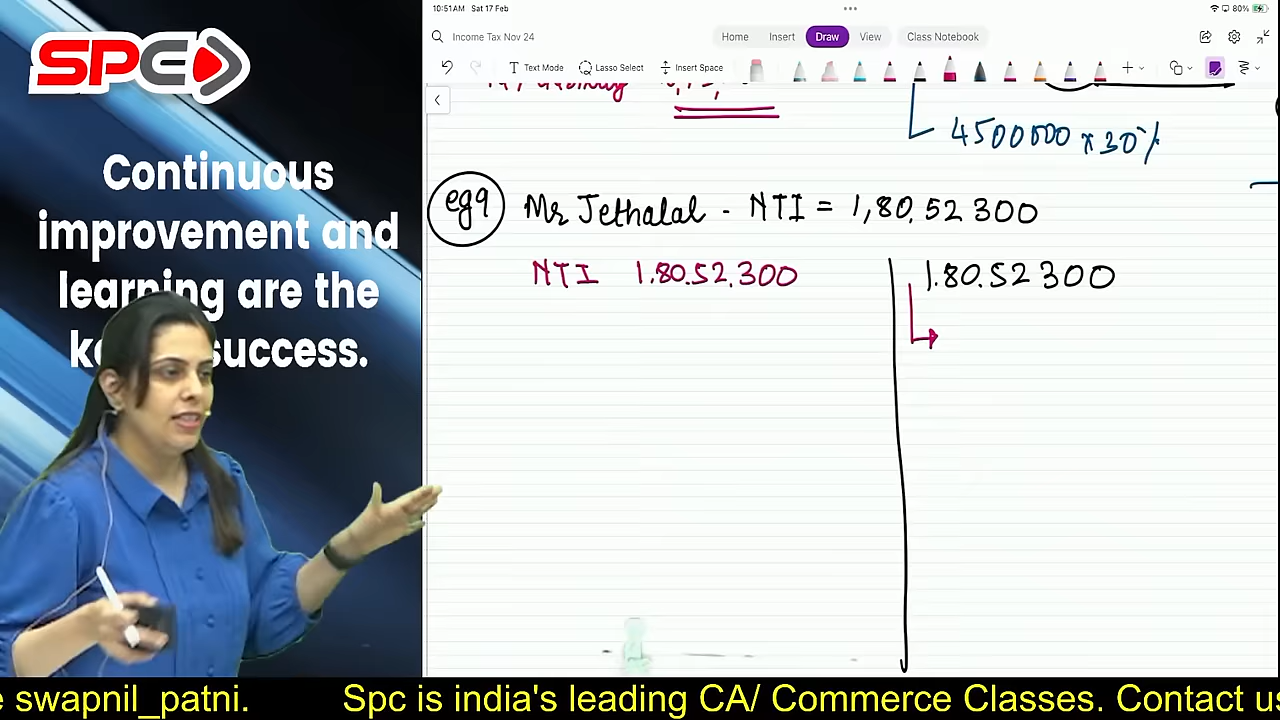 10:51AM Sat 17 Feb
80%
Income Tax Nov 24
Home Insert Draw View Class Notebook
Text Mode Lasso Select Insert Space
SPC
4500000 x 30%
eg 9 Mr Jethalal - NTI = 1,80,52 300
NTI 1.80.52.300
1.80.52 300
Continuous
improvement and
learning are the
success.
e swapnil_patni. Spc is india's leading CA/ Commerce Classes. Contact us